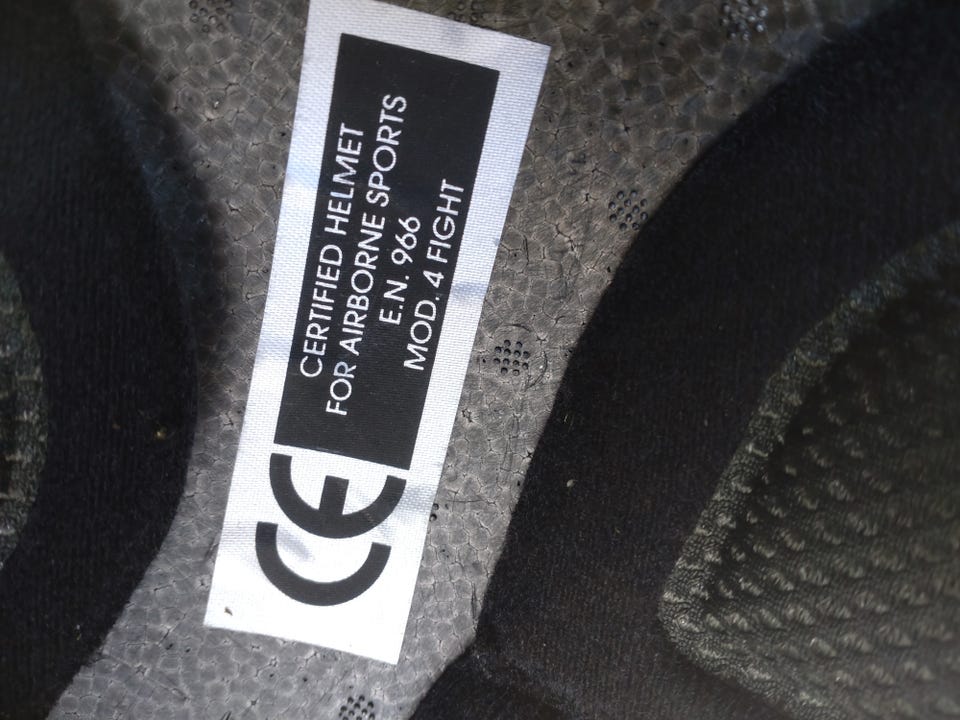 CERTIFIED HELMET
FOR AIRBORNE SPORTS
E.N. 966
MOD. 4 FIGHT
CE